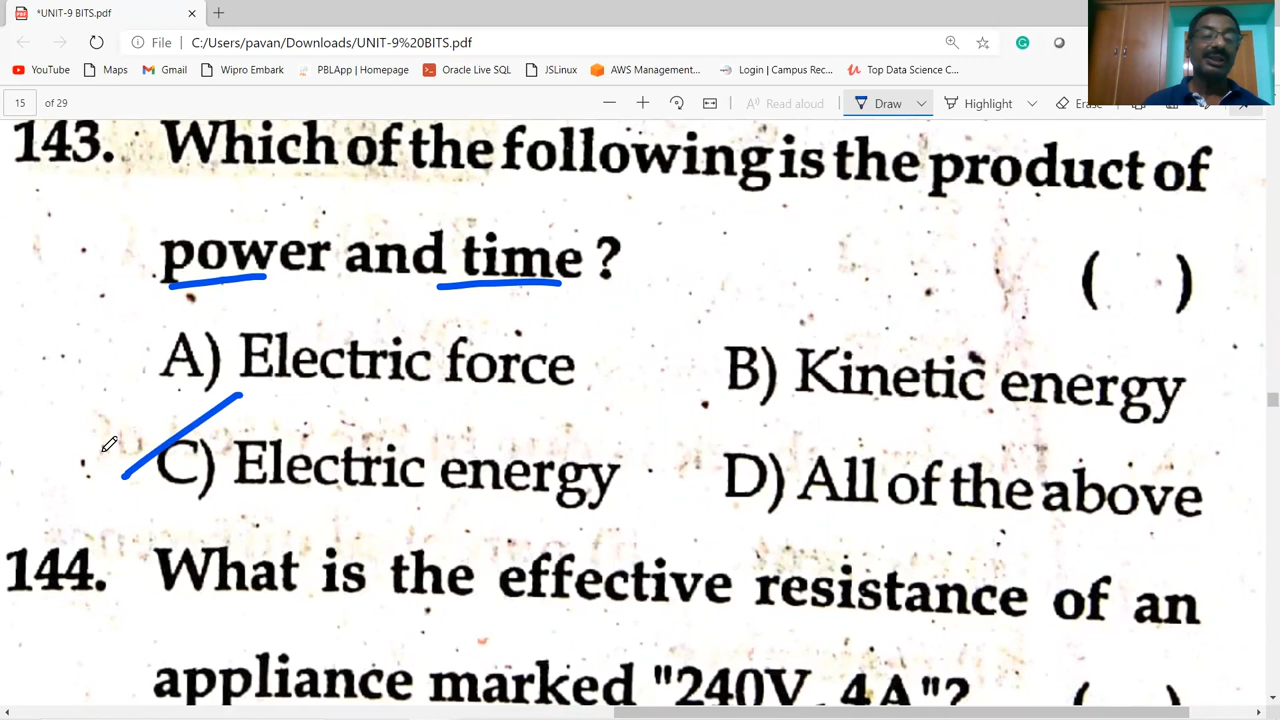 *UNIT-9 BITS.pdf
File C:/Users/pavan/Downloads/UNIT-9%20BITS.pdf
YouTube Maps Gmail Wipro Embark PBLApp | Homepage Oracle Live SQL JSLinux AWS Management... Login | Campus Rec... Top Data Science C...
15 of 29 Read aloud Draw Highlight Erase
143. Which of the following is the product of
power and time ? ( )
A) Electric force B) Kinetic energy
C) Electric energy D) All of the above
144. What is the effective resistance of an
appliance marked "240V, 4A"? ( )